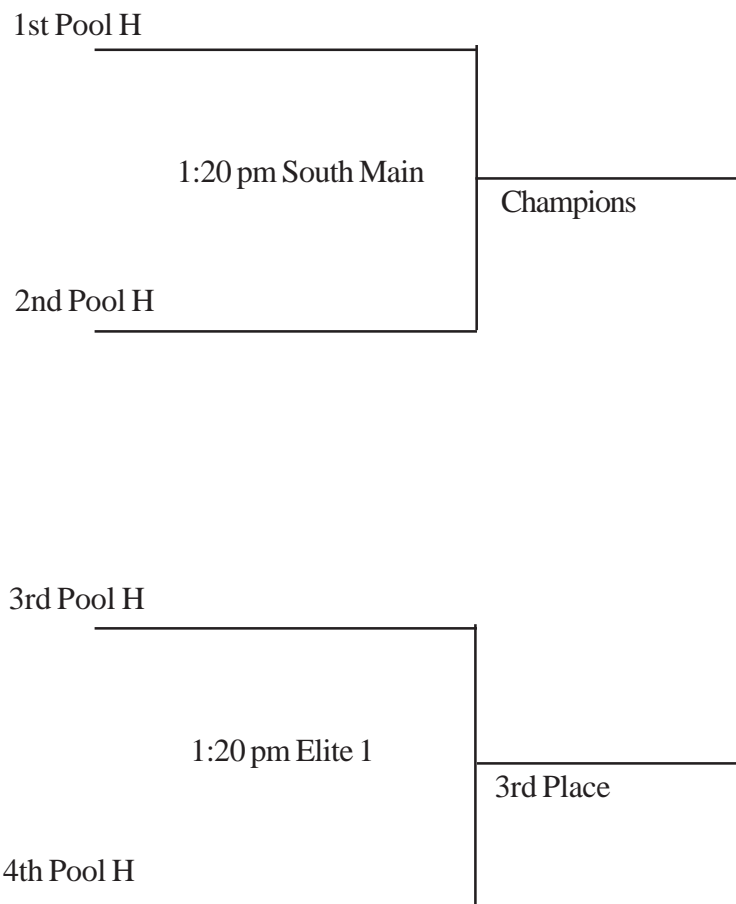 1st Pool H
1:20 pm South Main
Champions
2nd Pool H
3rd Pool H
1:20 pm Elite 1
3rd Place
4th Pool H